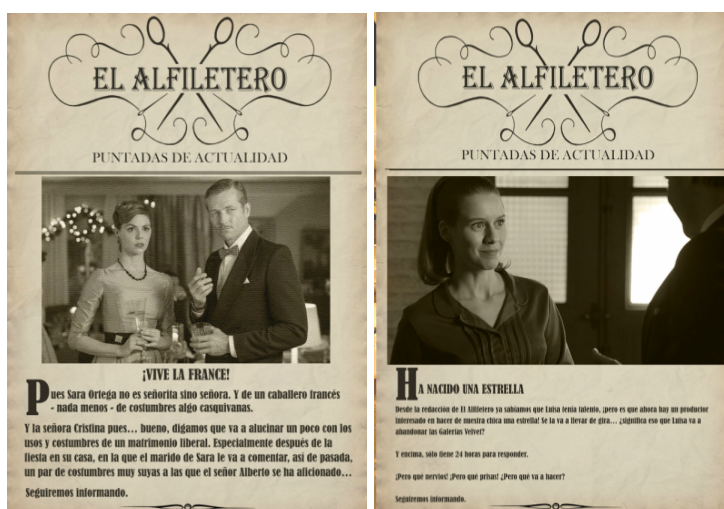 EL ALFILETERO
PUNTADAS DE ACTUALIDAD
¡VIVE LA FRANCE!
Pues Sara Ortega no es señorita sino señora. Y de un caballero francés
- nada menos - de costumbres algo casquivanas.
Y la señora Cristina pues... bueno, digamos que va a alucinar un poco con los
usos y costumbres de un matrimonio liberal. Especialmente después de la
fiesta en su casa, en la que el marido de Sara le va a comentar, así de pasada,
un par de costumbres muy suyas a las que el señor Alberto se ha aficionado...
Seguiremos informando.
EL ALFILETERO
PUNTADAS DE ACTUALIDAD
HA NACIDO UNA ESTRELLA
Desde la redacción de El Alfiletero ya sabíamos que Luisa tenía talento, ¡pero es que ahora hay un productor
interesado en hacer de nuestra chica una estrella! Se la va a llevar de gira... ¿significa eso que Luisa va a
abandonar las Galerías Velvet?
Y encima, sólo tiene 24 horas para responder.
¡Pero qué nervios! ¡Pero qué prisas! ¿Pero qué va a hacer?
Seguiremos informando.